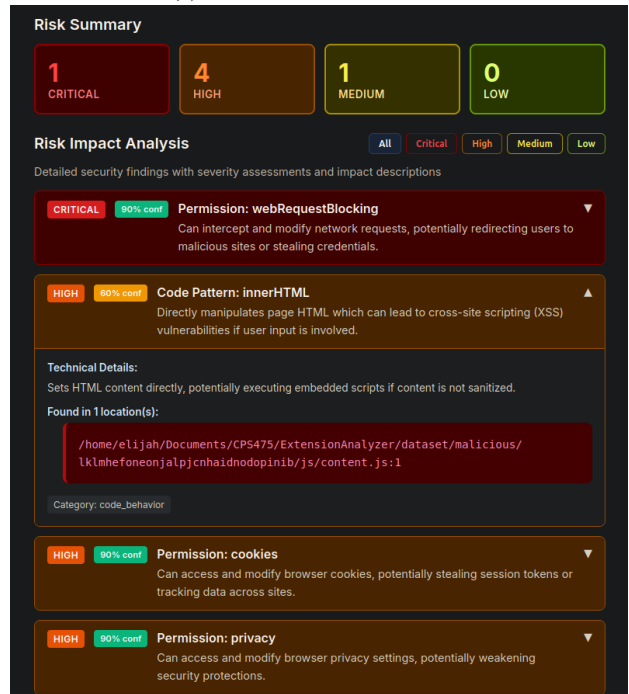 Risk Summary
1
CRITICAL
4
HIGH
1
MEDIUM
0
LOW
Risk Impact Analysis
All
Critical
High
Medium
Low
Detailed security findings with severity assessments and impact descriptions
CRITICAL
90% conf
Permission: webRequestBlocking
Can intercept and modify network requests, potentially redirecting users to
malicious sites or stealing credentials.
HIGH
60% conf
Code Pattern: innerHTML
Directly manipulates page HTML which can lead to cross-site scripting (XSS)
vulnerabilities if user input is involved.
Technical Details:
Sets HTML content directly, potentially executing embedded scripts if content is not sanitized.
Found in 1 location(s):
/home/elijah/Documents/CPS475/ExtensionAnalyzer/dataset/malicious/
lklmhefoneonjalpjcnhaidnodopinib/js/content.js:1
Category: code_behavior
HIGH
90% conf
Permission: cookies
Can access and modify browser cookies, potentially stealing session tokens or
tracking data across sites.
HIGH
90% conf
Permission: privacy
Can access and modify browser privacy settings, potentially weakening
security protections.